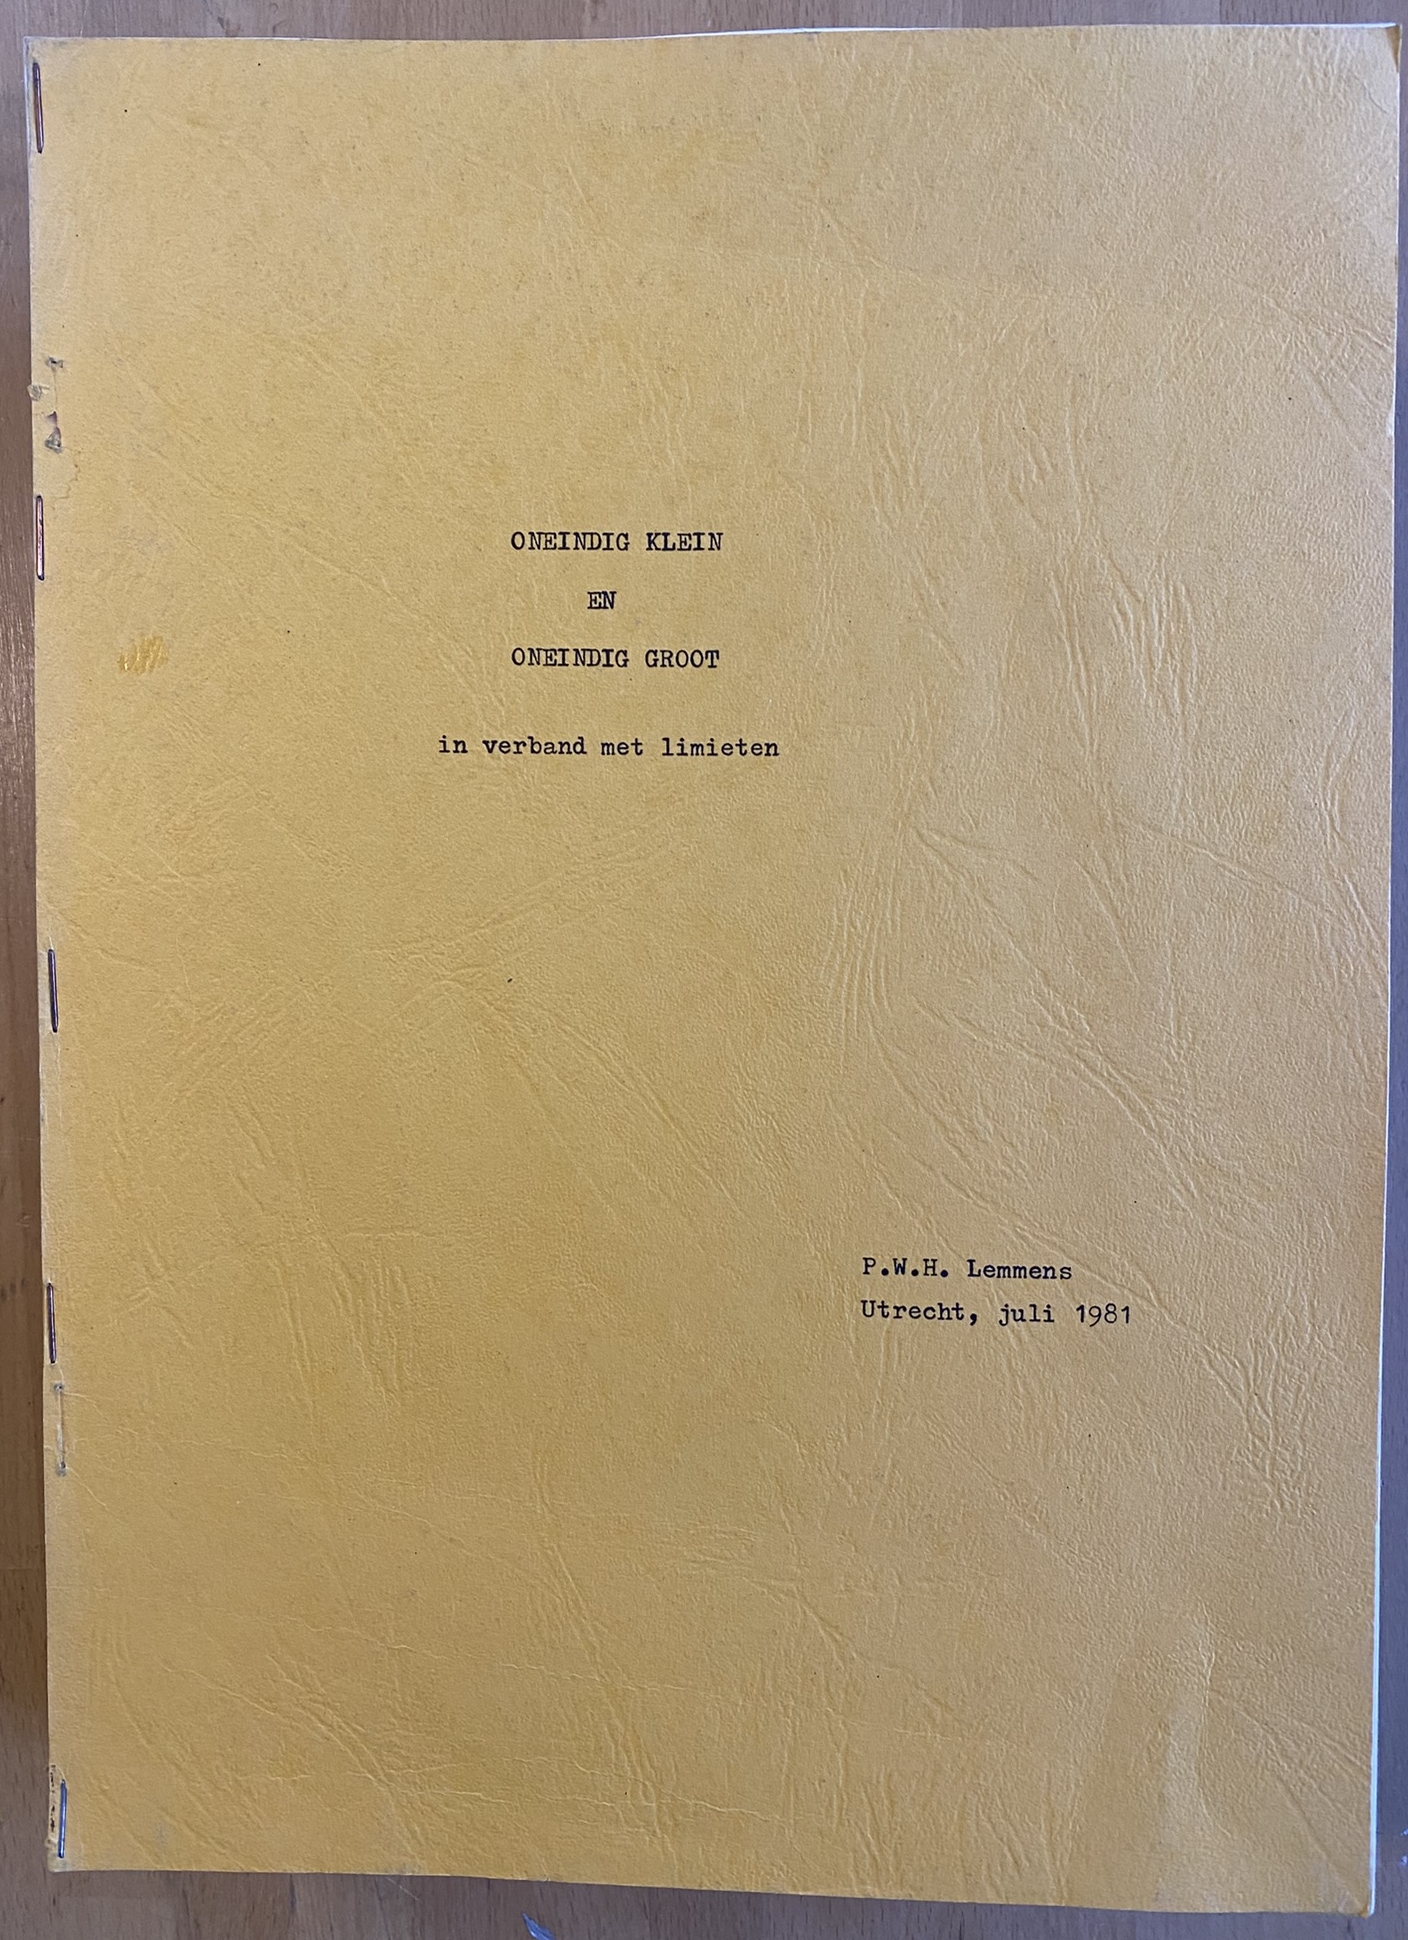 ONEINDIG KLEIN
EN
ONEINDIG GROOT
in verband met limieten
P.W.H. Lemmens
Utrecht, juli 1981